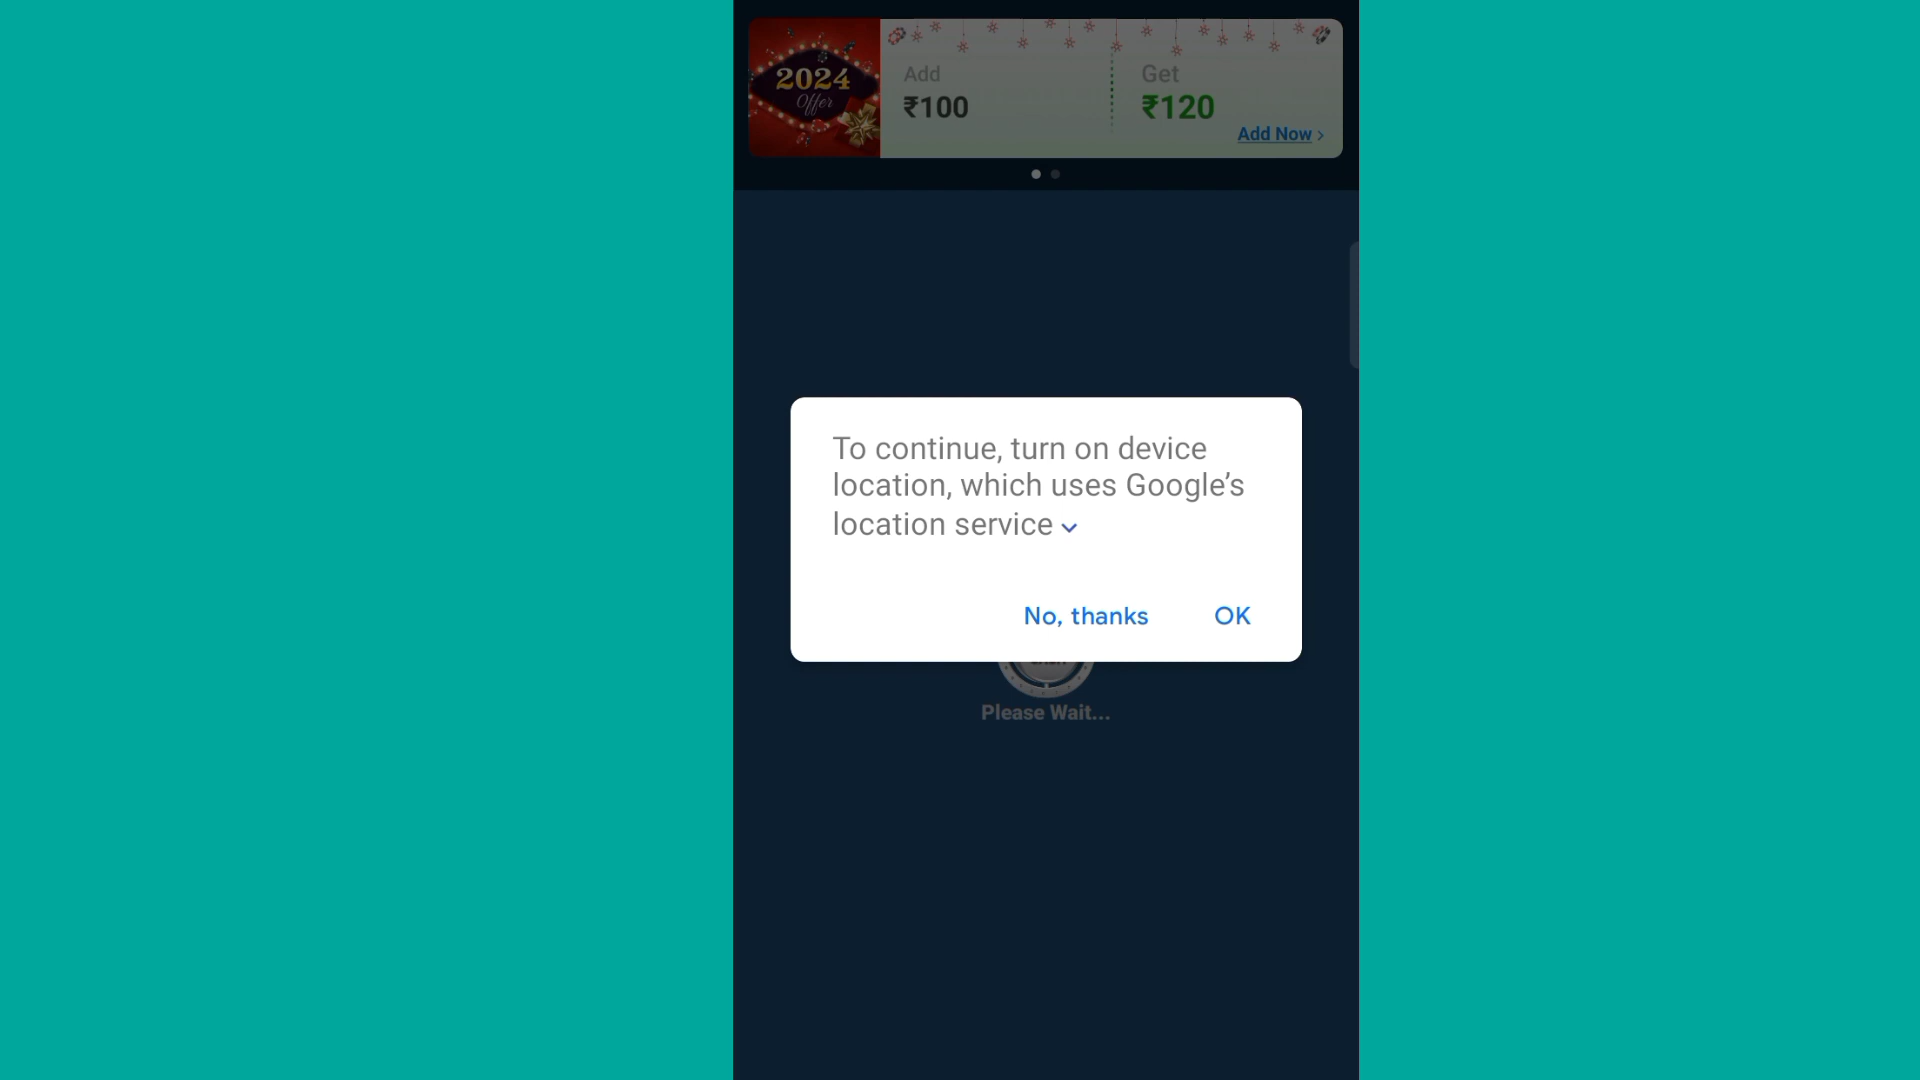 2024
Offer
Add
₹100
Get
₹120
Add Now >
To continue, turn on device
location, which uses Google’s
location service
No, thanks
OK
Please Wait...